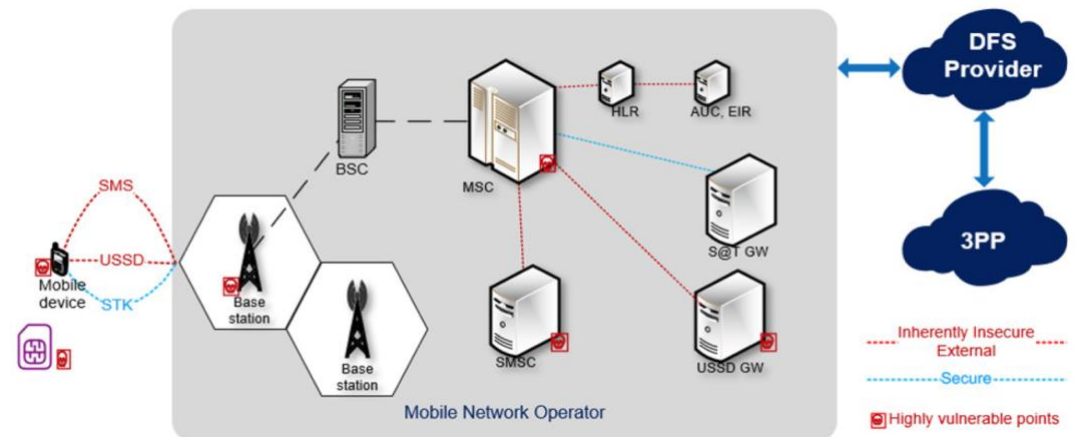 DFS
Provider
HLR
AUC, EIR
BSC
MSC
SMS
USSD
STK
Mobile
device
Base
station
Base
station
S@T GW
3PP
SMSC
USSD GW
Inherently Insecure
External
Secure
Highly vulnerable points
Mobile Network Operator